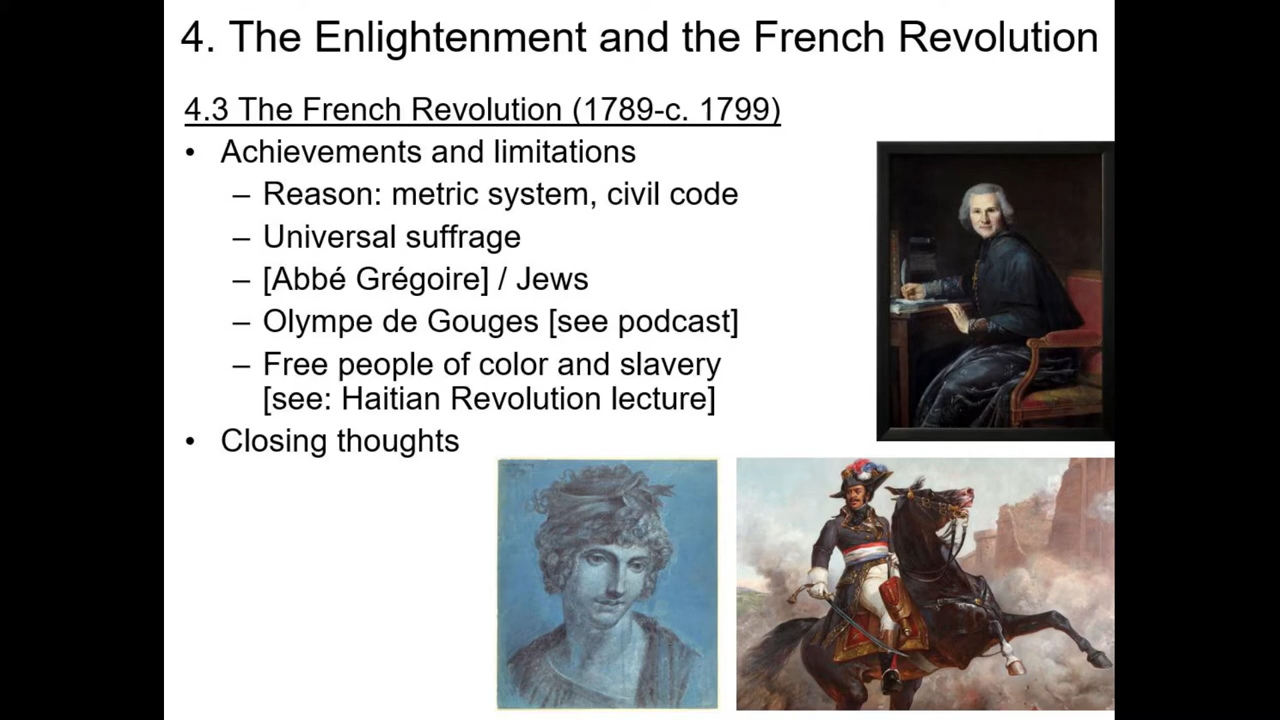 4. The Enlightenment and the French Revolution
4.3 The French Revolution (1789-c. 1799)
• Achievements and limitations
– Reason: metric system, civil code
– Universal suffrage
– [Abbé Grégoire] / Jews
– Olympe de Gouges [see podcast]
– Free people of color and slavery
[see: Haitian Revolution lecture]
• Closing thoughts